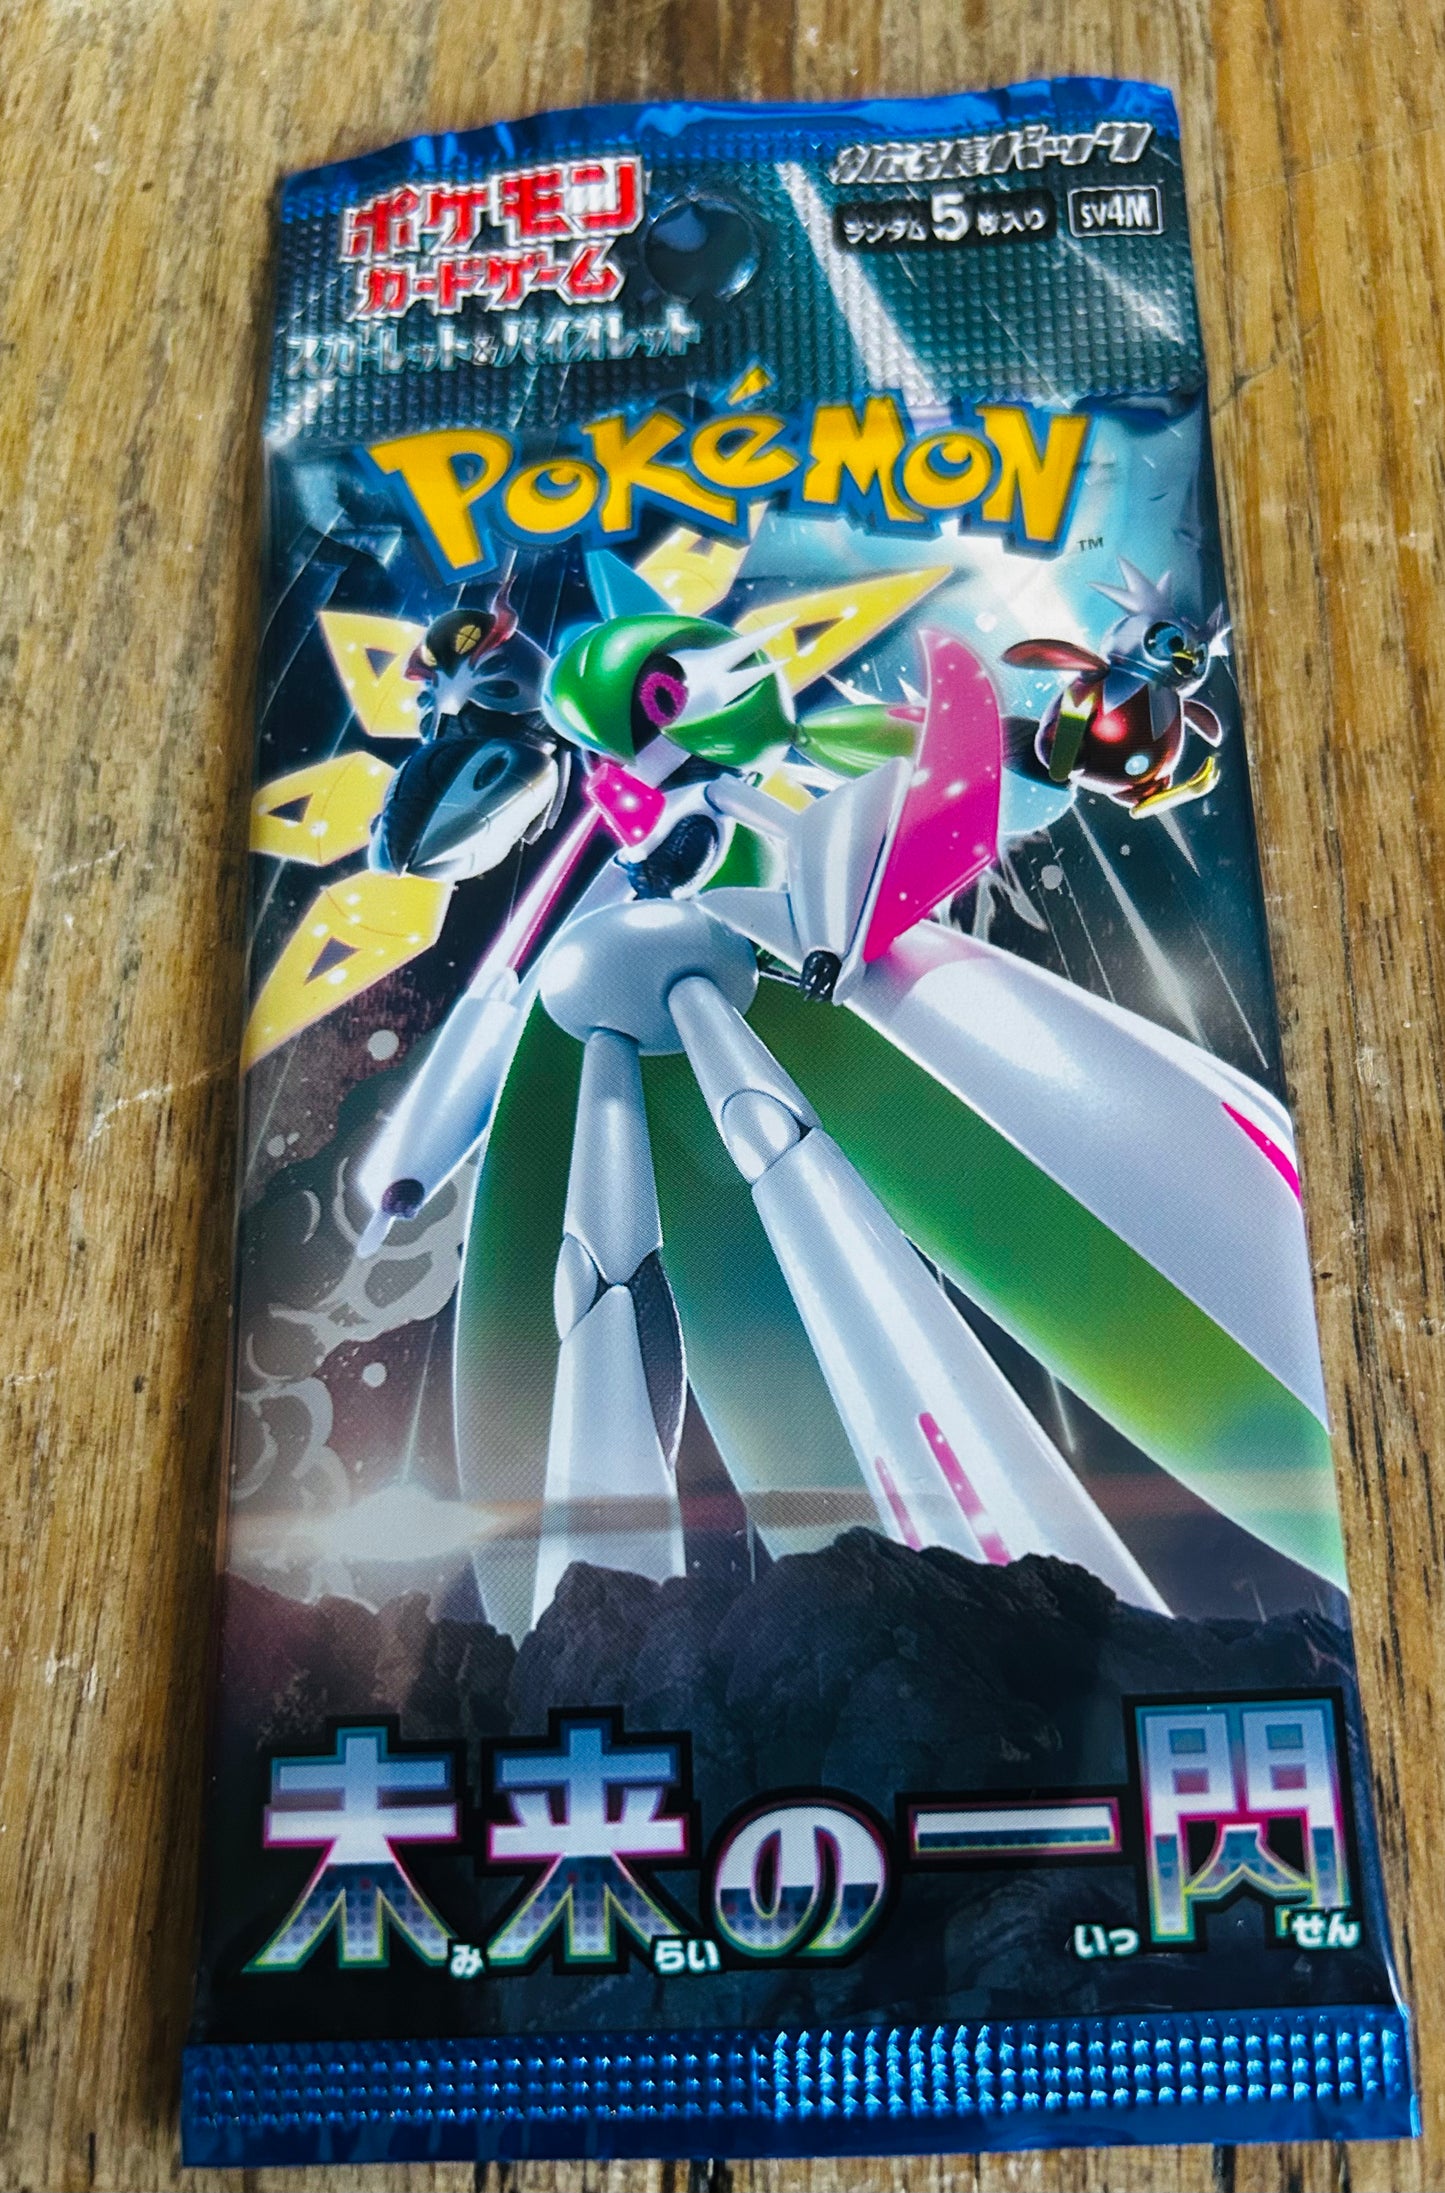 拡張パック
ポケモン
カードゲーム
ランダム5枚入り
SV4M
スカーレット&バイオレット
POKéMON
TM
未来の一閃
み らい いっ せん